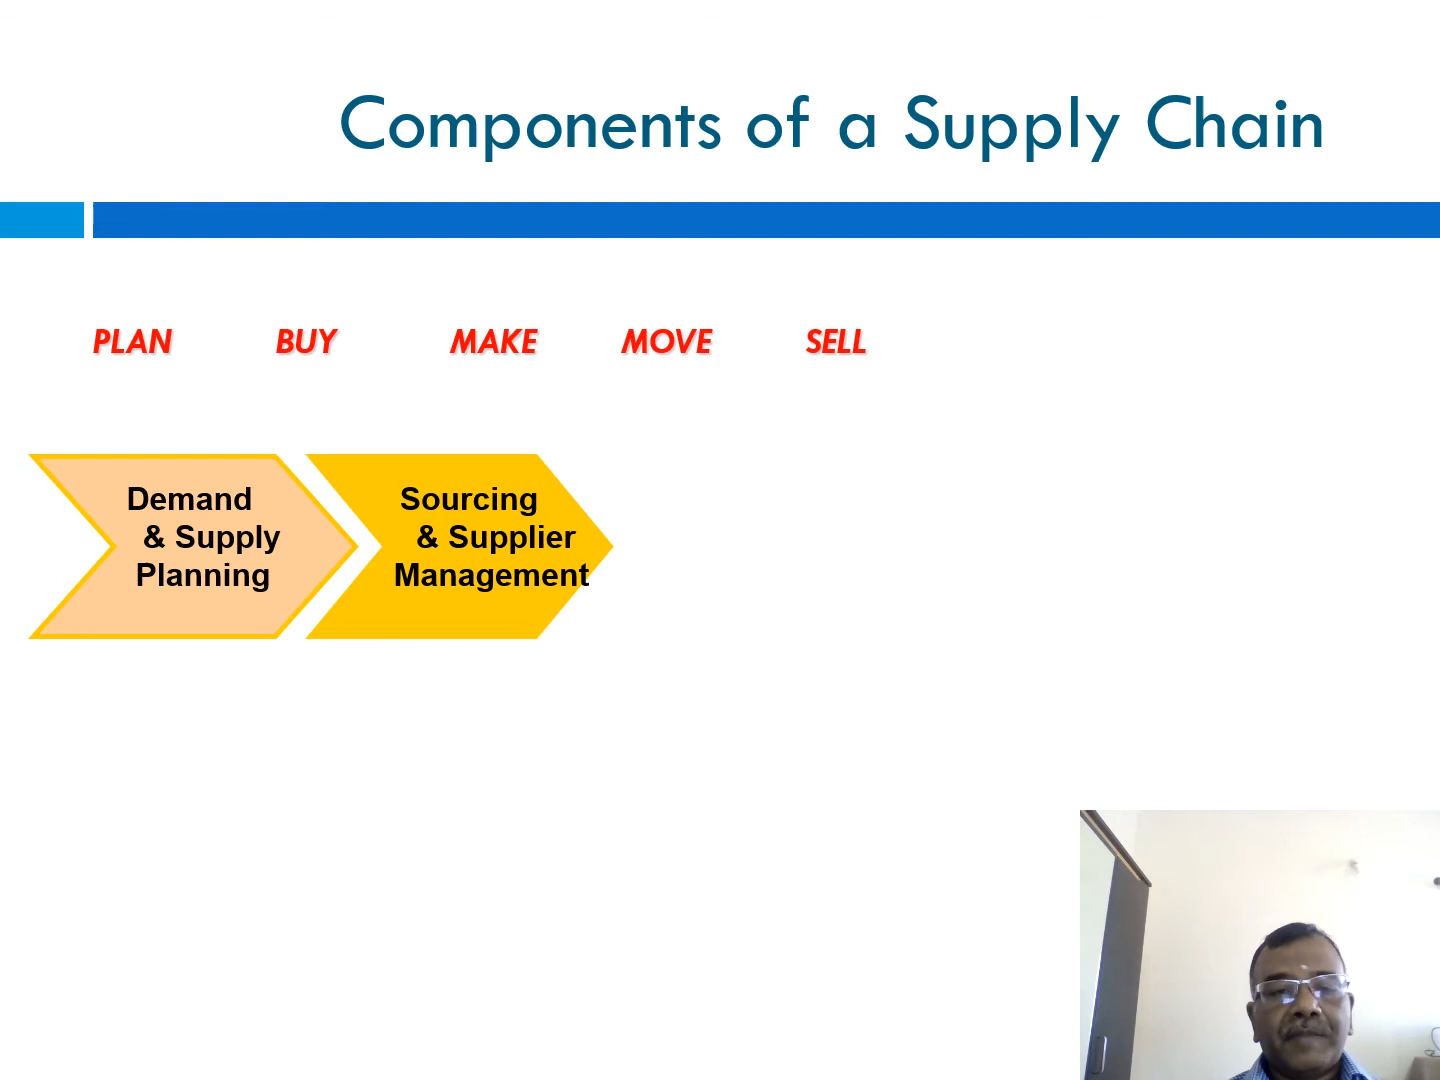 Components of a Supply Chain
PLAN BUY MAKE MOVE SELL
Demand
& Supply
Planning
Sourcing
& Supplier
Management